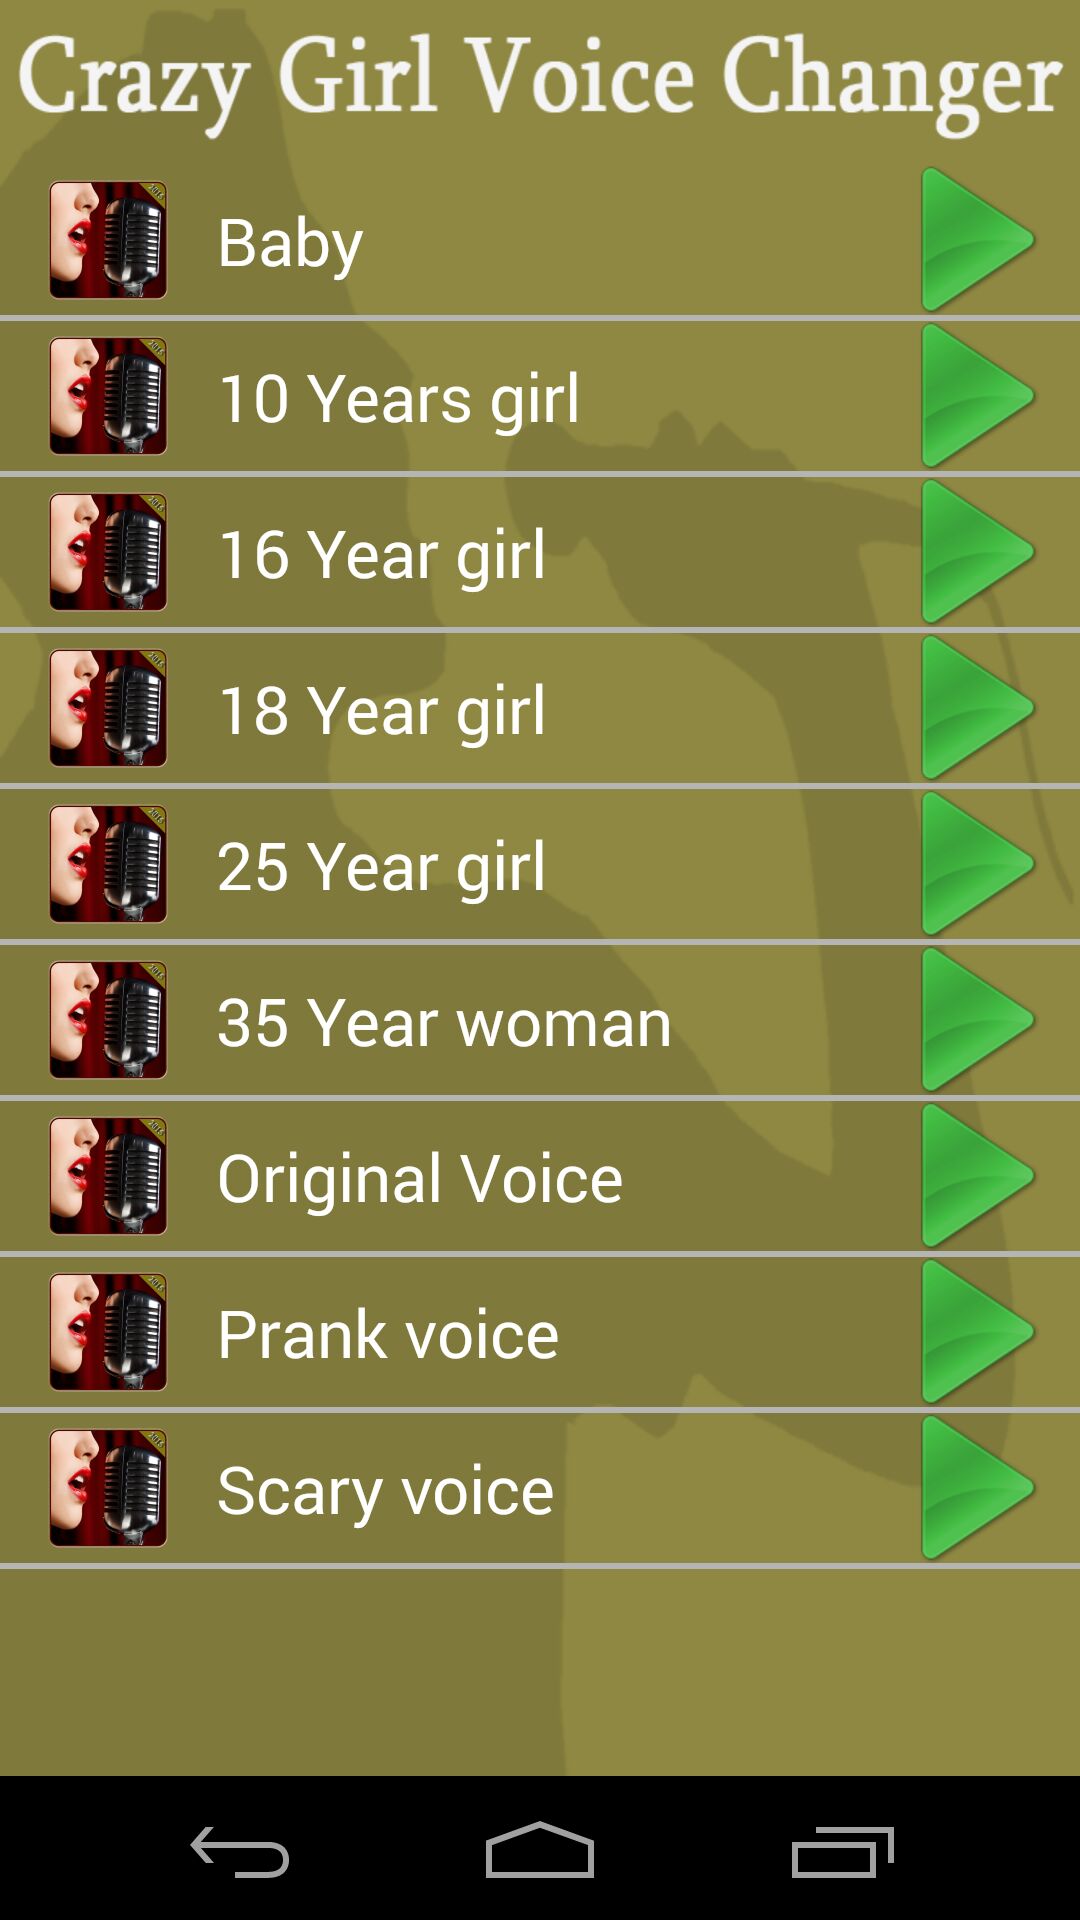 Crazy Girl Voice Changer
Baby
10 Years girl
16 Year girl
18 Year girl
25 Year girl
35 Year woman
Original Voice
Prank voice
Scary voice